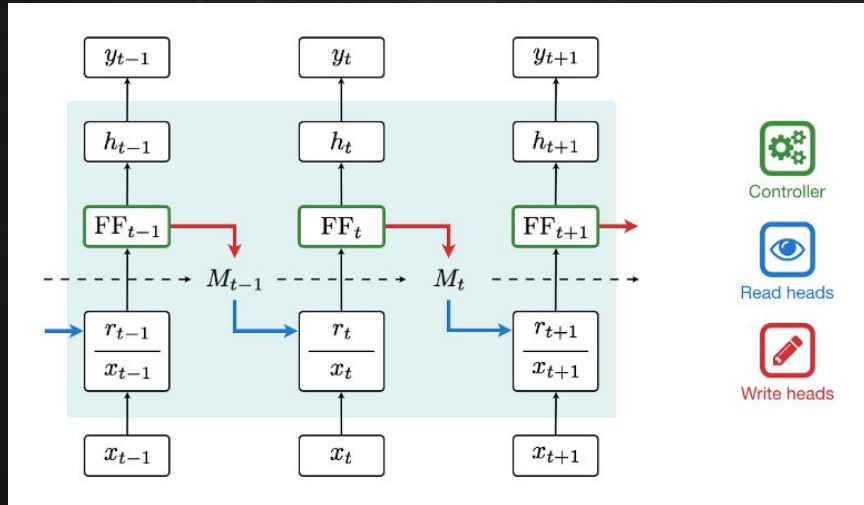 y_{t−1} y_t y_{t+1}
h_{t−1} h_t h_{t+1}
Controller
FF_{t−1} FF_t FF_{t+1}
M_{t−1} M_t
Read heads
r_{t−1} r_t r_{t+1}
x_{t−1} x_t x_{t+1}
Write heads
x_{t−1} x_t x_{t+1}